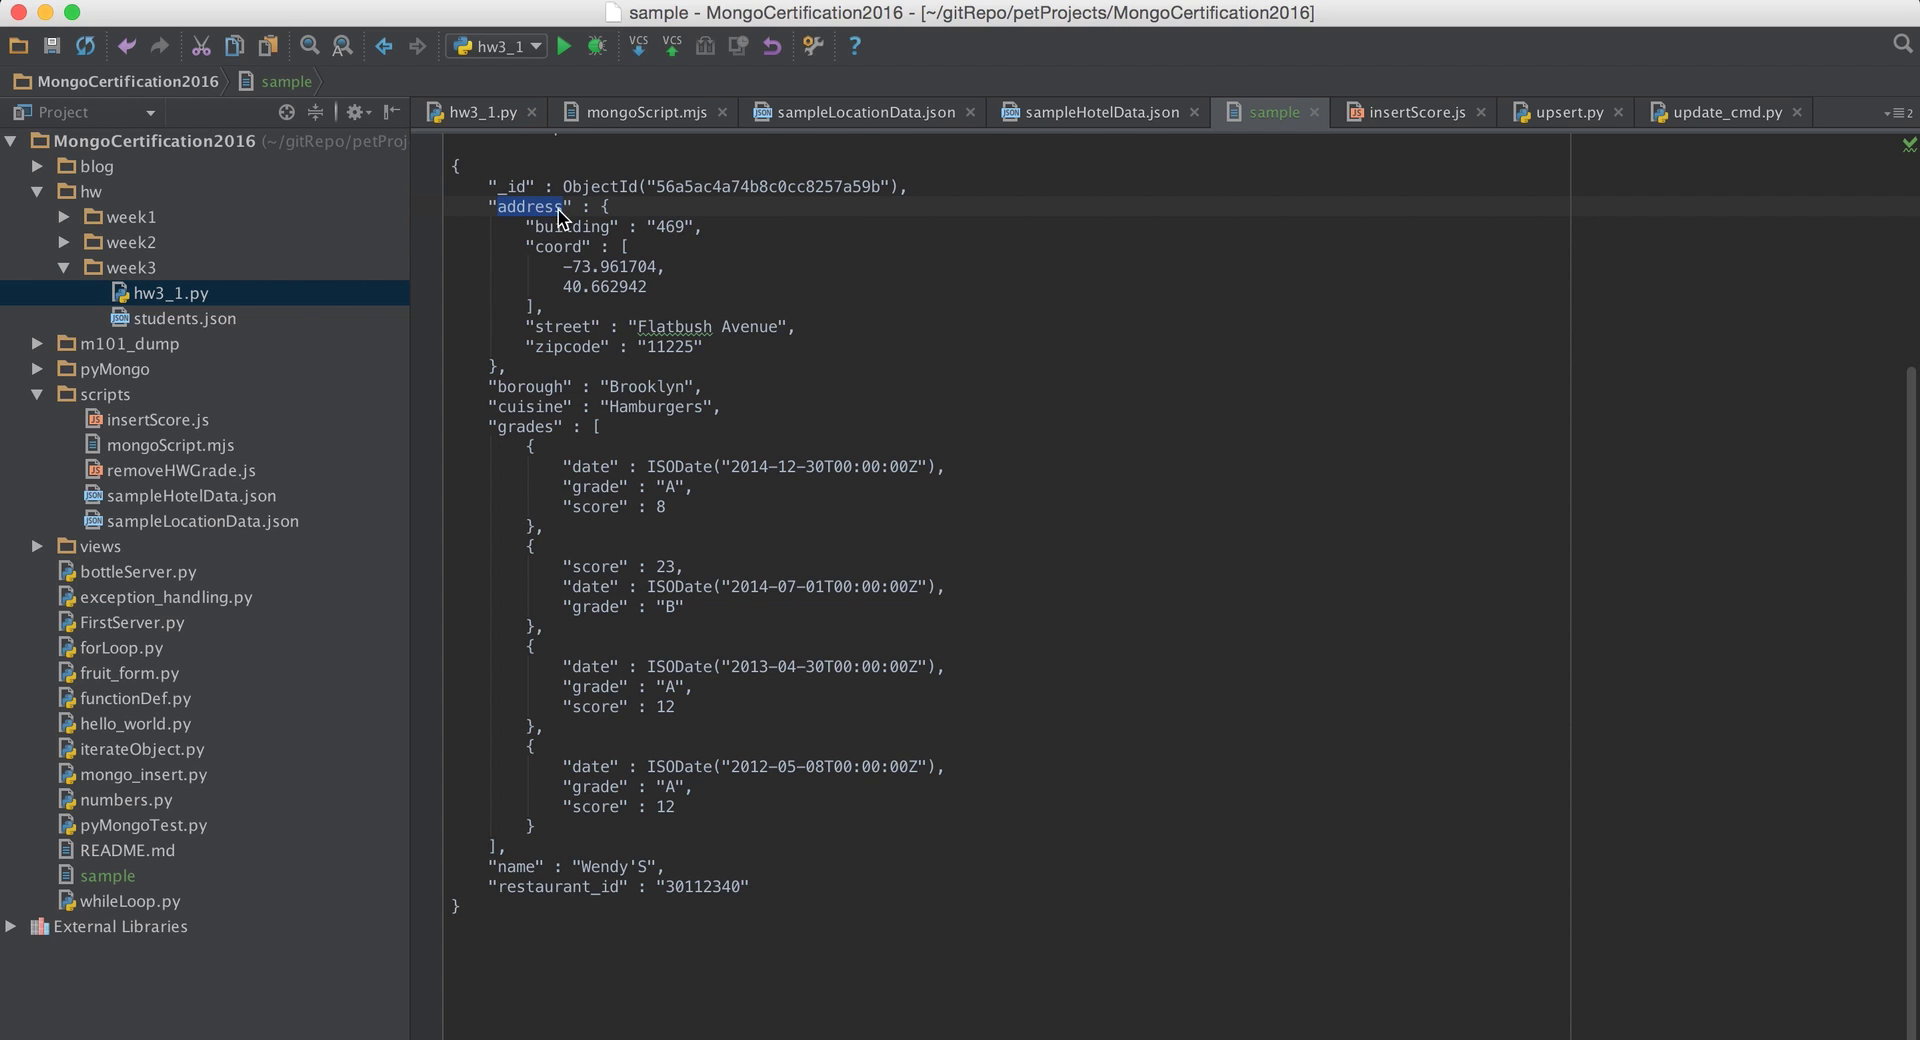 sample - MongoCertification2016 - [~/gitRepo/petProjects/MongoCertification2016]
hw3_1
VCS
VCS
?
MongoCertification2016
sample
Project
hw3_1.py
mongoScript.mjs
sampleLocationData.json
sampleHotelData.json
sample
insertScore.js
upsert.py
update_cmd.py
2
MongoCertification2016 (~/gitRepo/petProj
blog
hw
week1
week2
week3
hw3_1.py
students.json
m101_dump
pyMongo
scripts
insertScore.js
mongoScript.mjs
removeHWGrade.js
sampleHotelData.json
sampleLocationData.json
views
bottleServer.py
exception_handling.py
FirstServer.py
forLoop.py
fruit_form.py
functionDef.py
hello_world.py
iterateObject.py
mongo_insert.py
numbers.py
pyMongoTest.py
README.md
sample
whileLoop.py
External Libraries
{
"_id" : ObjectId("56a5ac4a74b8c0cc8257a59b"),
"address" : {
"building" : "469",
"coord" : [
-73.961704,
40.662942
],
"street" : "Flatbush Avenue",
"zipcode" : "11225"
},
"borough" : "Brooklyn",
"cuisine" : "Hamburgers",
"grades" : [
{
"date" : ISODate("2014-12-30T00:00:00Z"),
"grade" : "A",
"score" : 8
},
{
"score" : 23,
"date" : ISODate("2014-07-01T00:00:00Z"),
"grade" : "B"
},
{
"date" : ISODate("2013-04-30T00:00:00Z"),
"grade" : "A",
"score" : 12
},
{
"date" : ISODate("2012-05-08T00:00:00Z"),
"grade" : "A",
"score" : 12
}
],
"name" : "Wendy'S",
"restaurant_id" : "30112340"
}